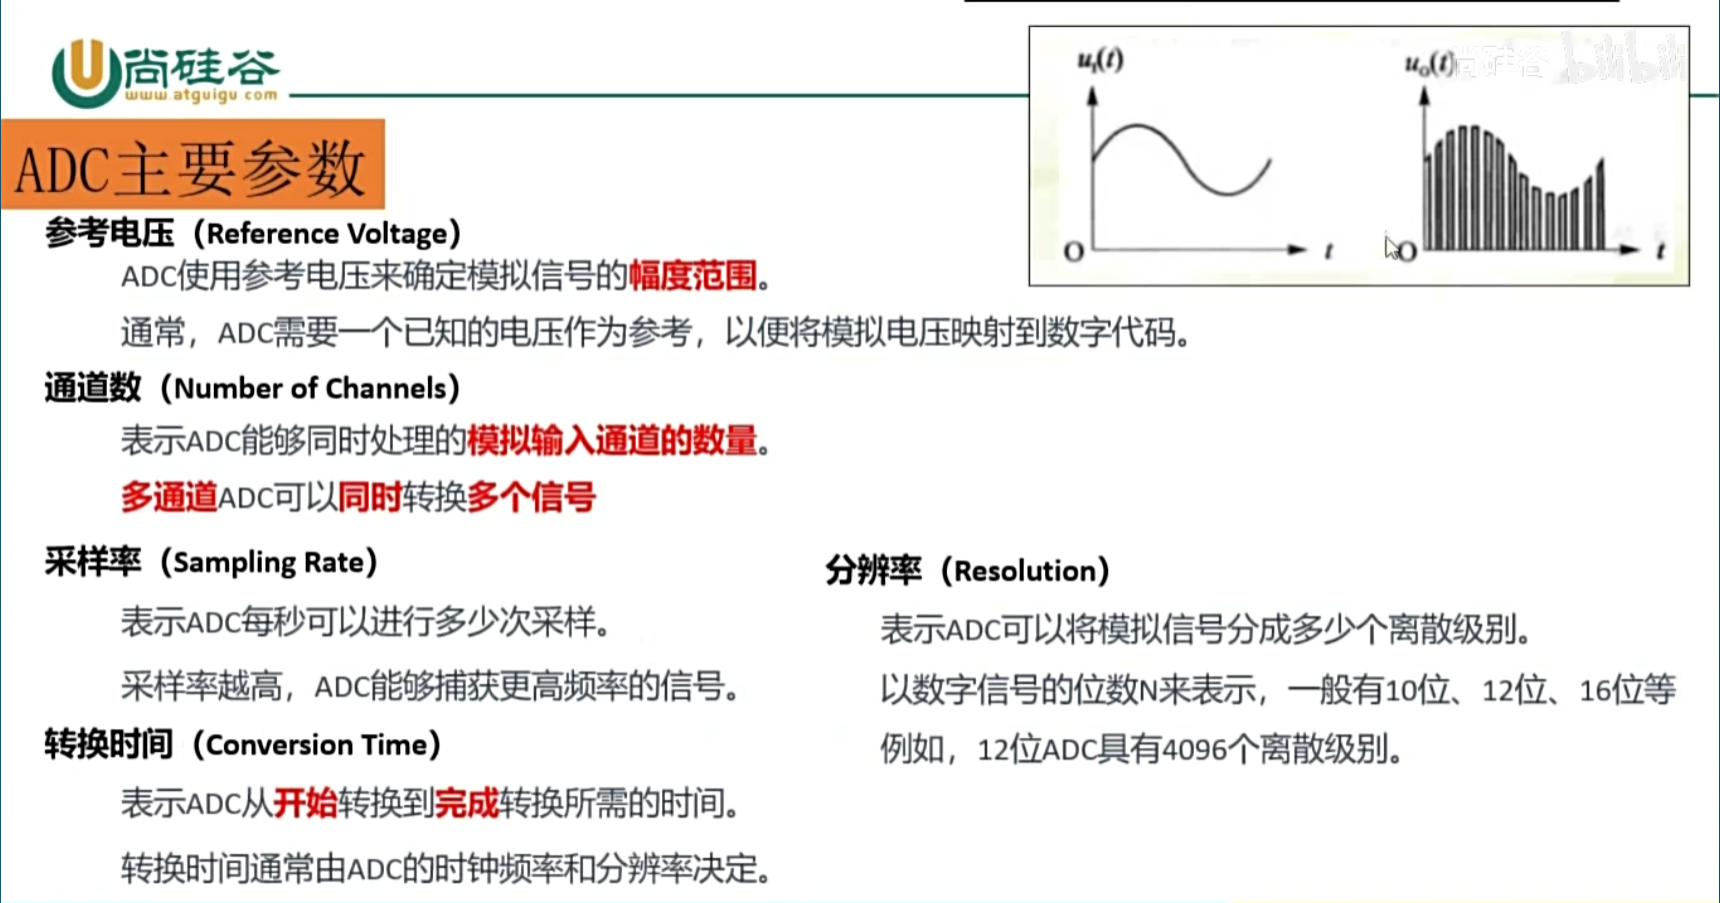 尚硅谷
www.atguigu.com
ADC主要参数
u_i(t)
O
t
u_o(t)
O
t
尚硅谷 bilibili
参考电压（Reference Voltage）
ADC使用参考电压来确定模拟信号的幅度范围。
通常，ADC需要一个已知的电压作为参考，以便将模拟电压映射到数字代码。
通道数（Number of Channels）
表示ADC能够同时处理的模拟输入通道的数量。
多通道ADC可以同时转换多个信号
采样率（Sampling Rate）
表示ADC每秒可以进行多少次采样。
采样率越高，ADC能够捕获更高频率的信号。
转换时间（Conversion Time）
表示ADC从开始转换到完成转换所需的时间。
转换时间通常由ADC的时钟频率和分辨率决定。
分辨率（Resolution）
表示ADC可以将模拟信号分成多少个离散级别。
以数字信号的位数N来表示，一般有10位、12位、16位等
例如，12位ADC具有4096个离散级别。